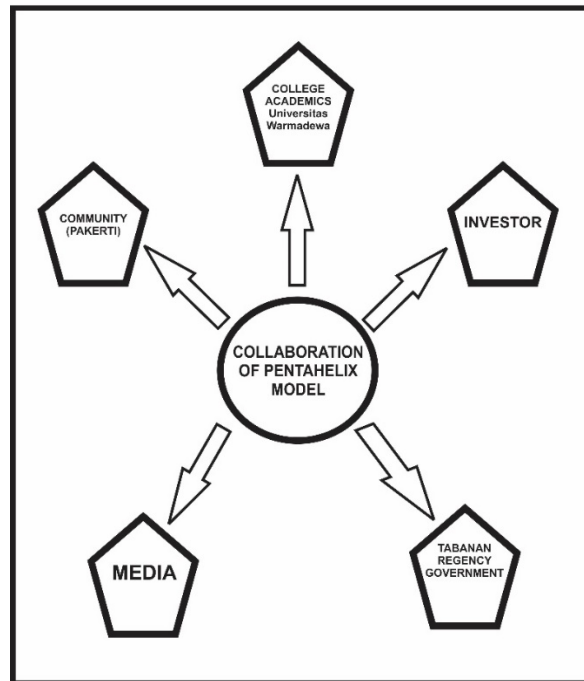 COLLEGE
ACADEMICS
Universitas
Warmadewa
COMMUNITY
(PAKERTI)
INVESTOR
COLLABORATION
OF PENTAHELIX
MODEL
MEDIA
TABANAN
REGENCY
GOVERNMENT